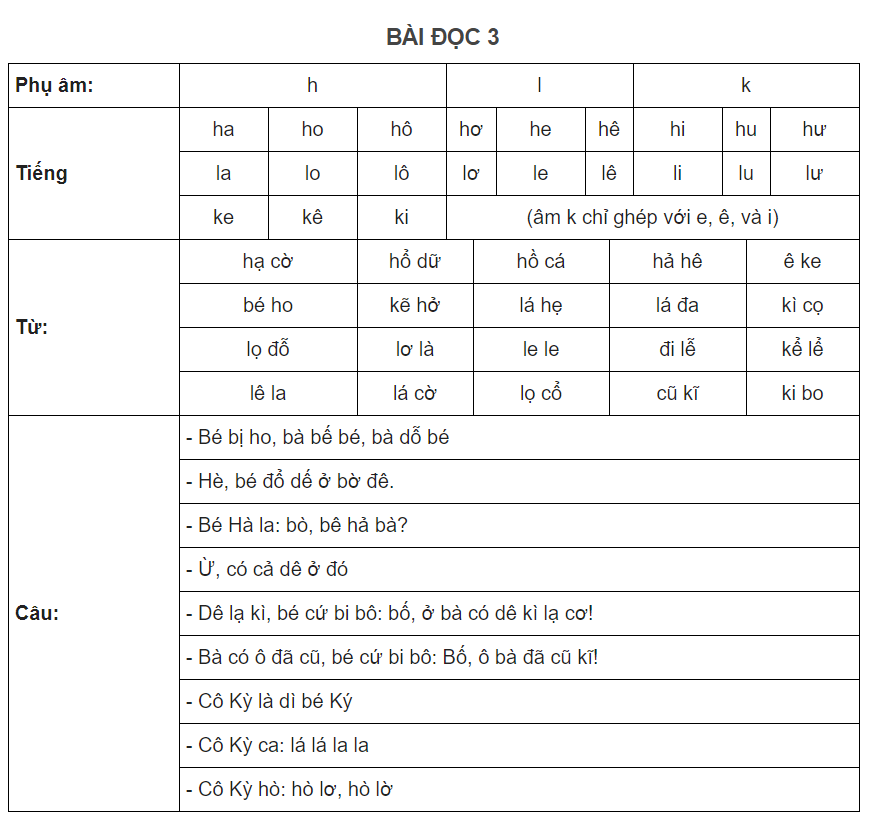 BÀI ĐỌC 3
Phụ âm: h l k
Tiếng
ha ho hô hơ he hê hi hu hư
la lo lô lơ le lê li lu lư
ke kê ki (âm k chỉ ghép với e, ê, và i)
Từ:
hạ cờ hổ dữ hồ cá hả hê ê ke
bé ho kẽ hở lá hẹ lá đa kì cọ
lọ đỗ lơ là le le đi lễ kể lể
lê la lá cờ lọ cổ cũ kĩ ki bo
Câu:
- Bé bị ho, bà bế bé, bà dỗ bé
- Hè, bé đổ dế ở bờ đê.
- Bé Hà la: bò, bê hả bà?
- Ừ, có cả dê ở đó
- Dê lạ kì, bé cứ bi bô: bố, ở bà có dê kì lạ cơ!
- Bà có ô đã cũ, bé cứ bi bô: Bố, ô bà đã cũ kĩ!
- Cô Kỳ là dì bé Ký
- Cô Kỳ ca: lá lá la la
- Cô Kỳ hò: hò lơ, hò lờ